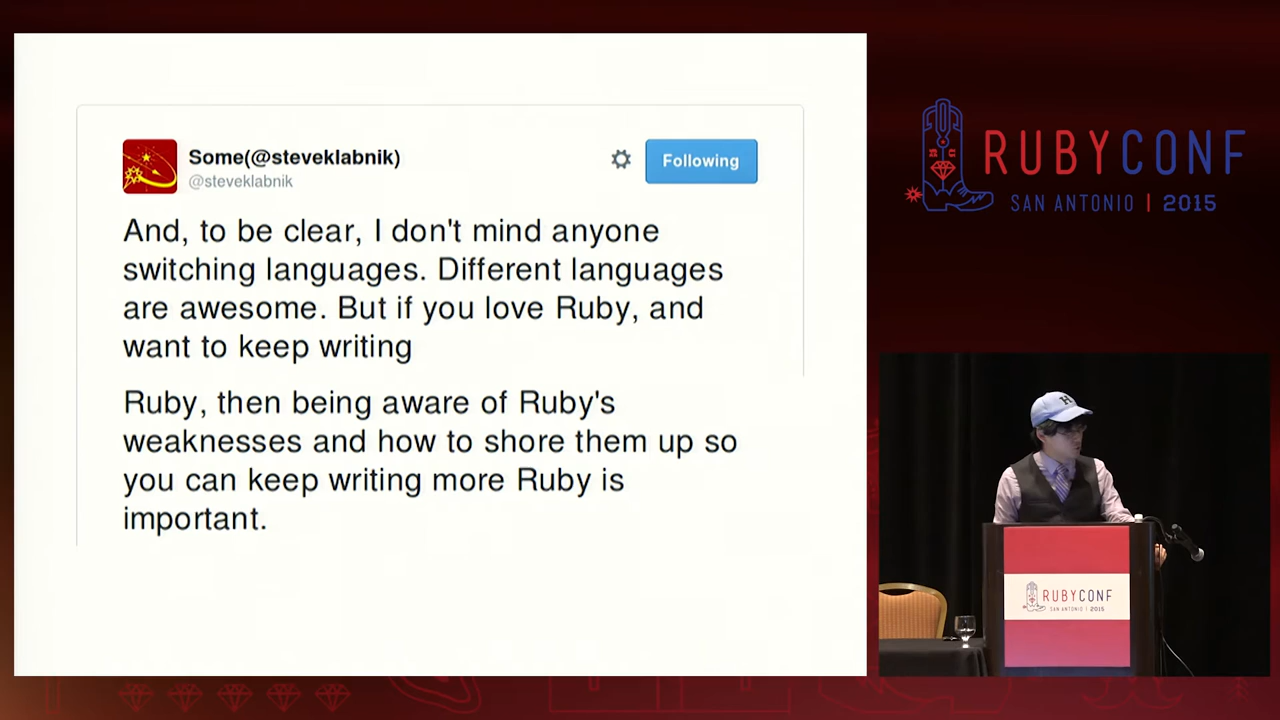 Some(@steveklabnik)
@steveklabnik
Following
And, to be clear, I don't mind anyone
switching languages. Different languages
are awesome. But if you love Ruby, and
want to keep writing
Ruby, then being aware of Ruby's
weaknesses and how to shore them up so
you can keep writing more Ruby is
important.
RUBYCONF
SAN ANTONIO | 2015
H
RUBYCONF
SAN ANTONIO | 2015